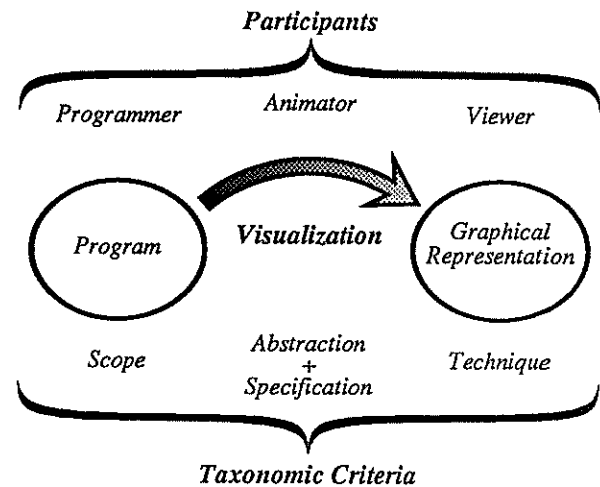 Participants
Programmer Animator Viewer
Program Visualization Graphical
Representation
Scope Abstraction Technique
+
Specification
Taxonomic Criteria